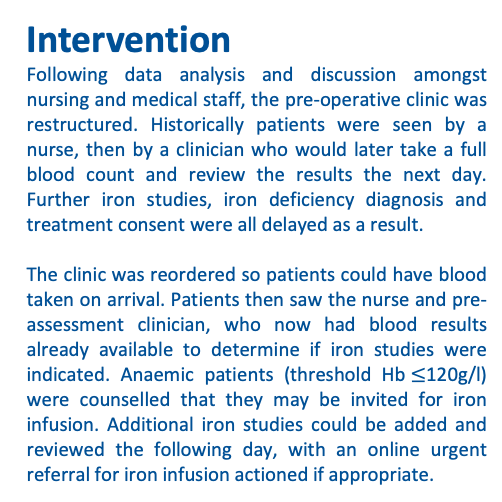 Intervention
Following data analysis and discussion amongst
nursing and medical staff, the pre-operative clinic was
restructured. Historically patients were seen by a
nurse, then by a clinician who would later take a full
blood count and review the results the next day.
Further iron studies, iron deficiency diagnosis and
treatment consent were all delayed as a result.
The clinic was reordered so patients could have blood
taken on arrival. Patients then saw the nurse and pre-
assessment clinician, who now had blood results
already available to determine if iron studies were
indicated. Anaemic patients (threshold Hb ≤120g/l)
were counselled that they may be invited for iron
infusion. Additional iron studies could be added and
reviewed the following day, with an online urgent
referral for iron infusion actioned if appropriate.